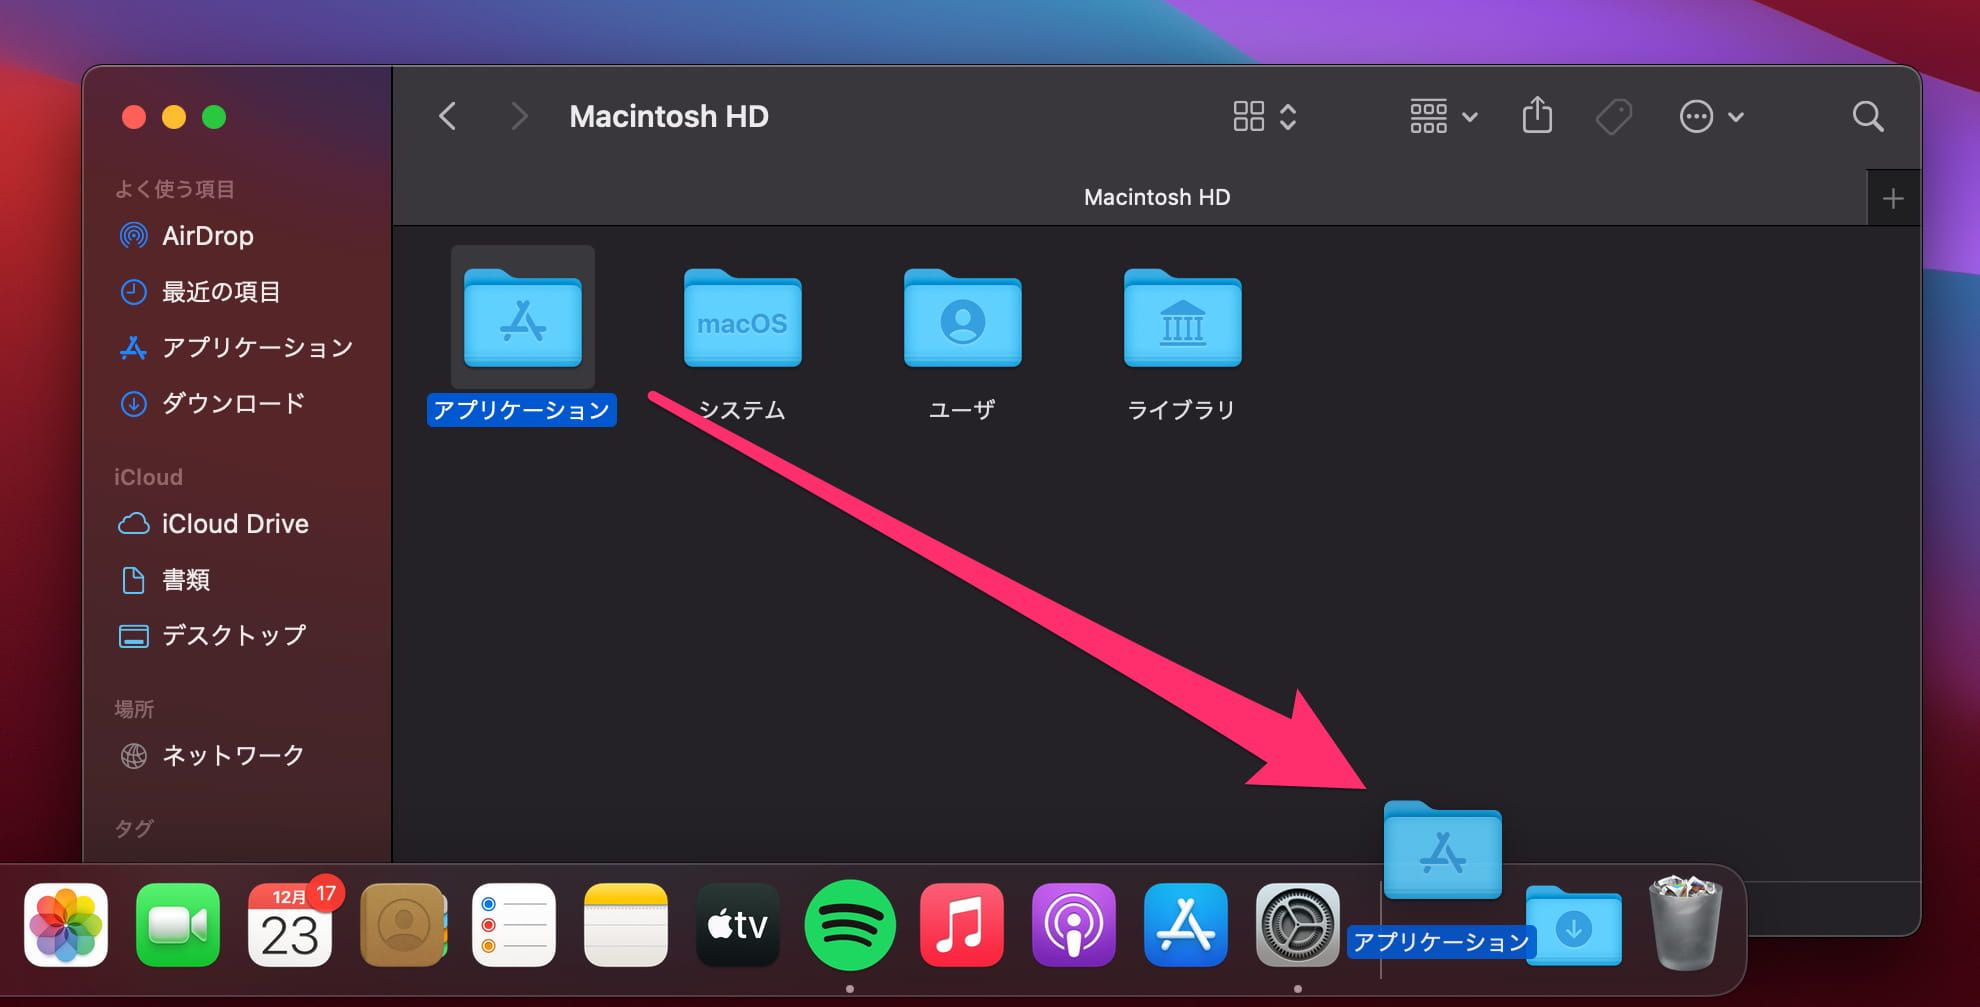 Macintosh HD
Macintosh HD
よく使う項目
AirDrop
最近の項目
アプリケーション
ダウンロード
iCloud
iCloud Drive
書類
デスクトップ
場所
ネットワーク
タグ
macOS
アプリケーション
システム
ユーザ
ライブラリ
アプリケーション
12月
17
23
tv